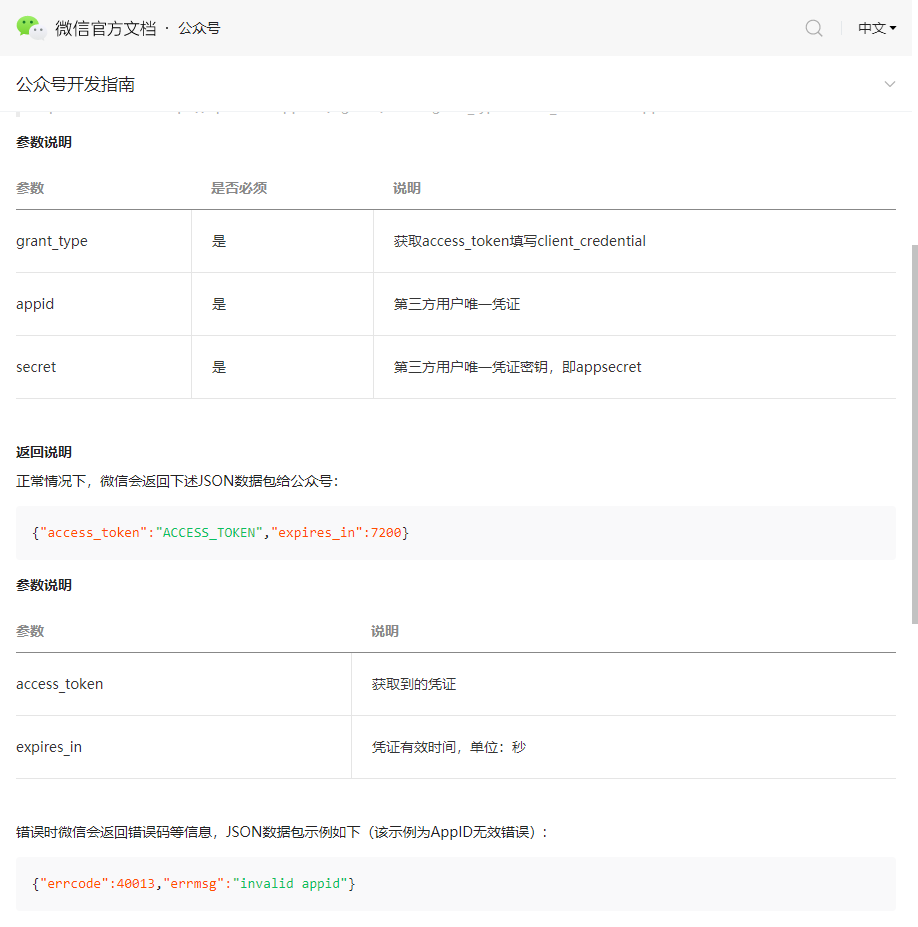 微信官方文档 · 公众号
中文
公众号开发指南
参数说明
参数 是否必须 说明
grant_type 是 获取access_token填写client_credential
appid 是 第三方用户唯一凭证
secret 是 第三方用户唯一凭证密钥，即appsecret
返回说明
正常情况下，微信会返回下述JSON数据包给公众号：
{"access_token":"ACCESS_TOKEN","expires_in":7200}
参数说明
参数 说明
access_token 获取到的凭证
expires_in 凭证有效时间，单位：秒
错误时微信会返回错误码等信息，JSON数据包示例如下（该示例为AppID无效错误）：
{"errcode":40013,"errmsg":"invalid appid"}